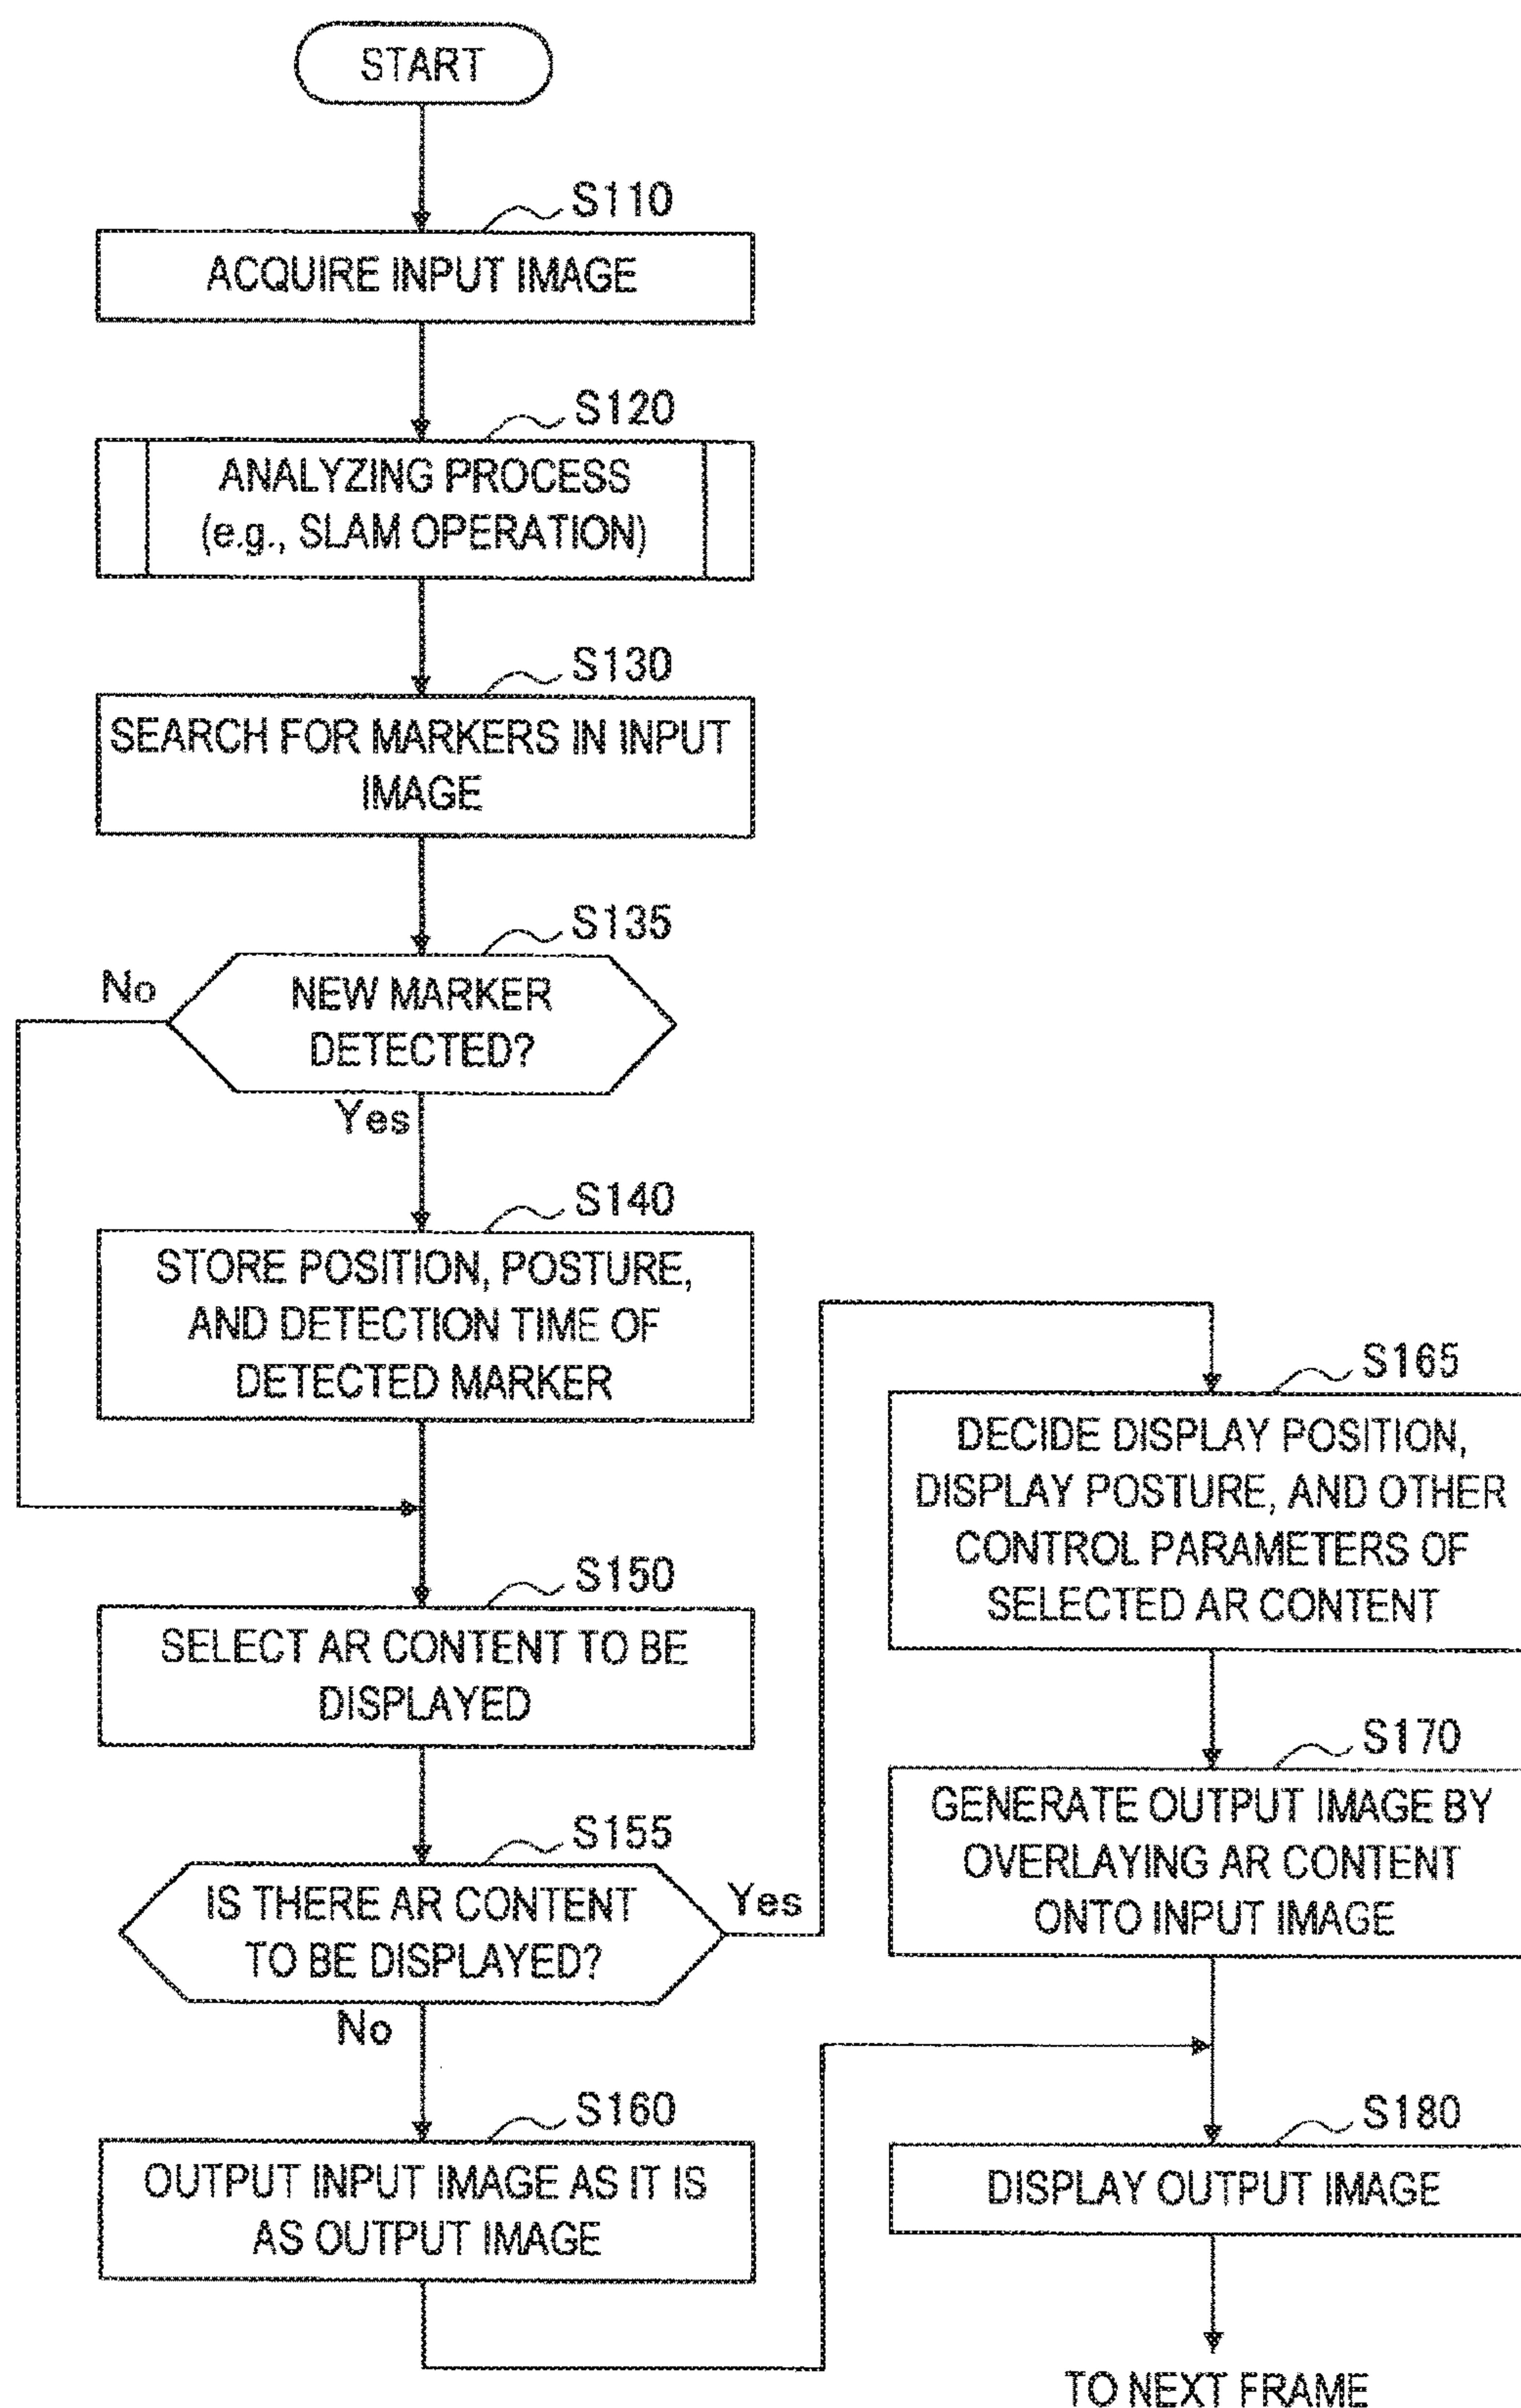 START
S110
ACQUIRE INPUT IMAGE
S120
ANALYZING PROCESS
(e.g., SLAM OPERATION)
S130
SEARCH FOR MARKERS IN INPUT
IMAGE
S135
NEW MARKER
DETECTED?
No
Yes
S140
STORE POSITION, POSTURE,
AND DETECTION TIME OF
DETECTED MARKER
S150
SELECT AR CONTENT TO BE
DISPLAYED
S155
IS THERE AR CONTENT
TO BE DISPLAYED?
Yes
No
S160
OUTPUT INPUT IMAGE AS IT IS
AS OUTPUT IMAGE
S165
DECIDE DISPLAY POSITION,
DISPLAY POSTURE, AND OTHER
CONTROL PARAMETERS OF
SELECTED AR CONTENT
S170
GENERATE OUTPUT IMAGE BY
OVERLAYING AR CONTENT
ONTO INPUT IMAGE
S180
DISPLAY OUTPUT IMAGE
TO NEXT FRAME